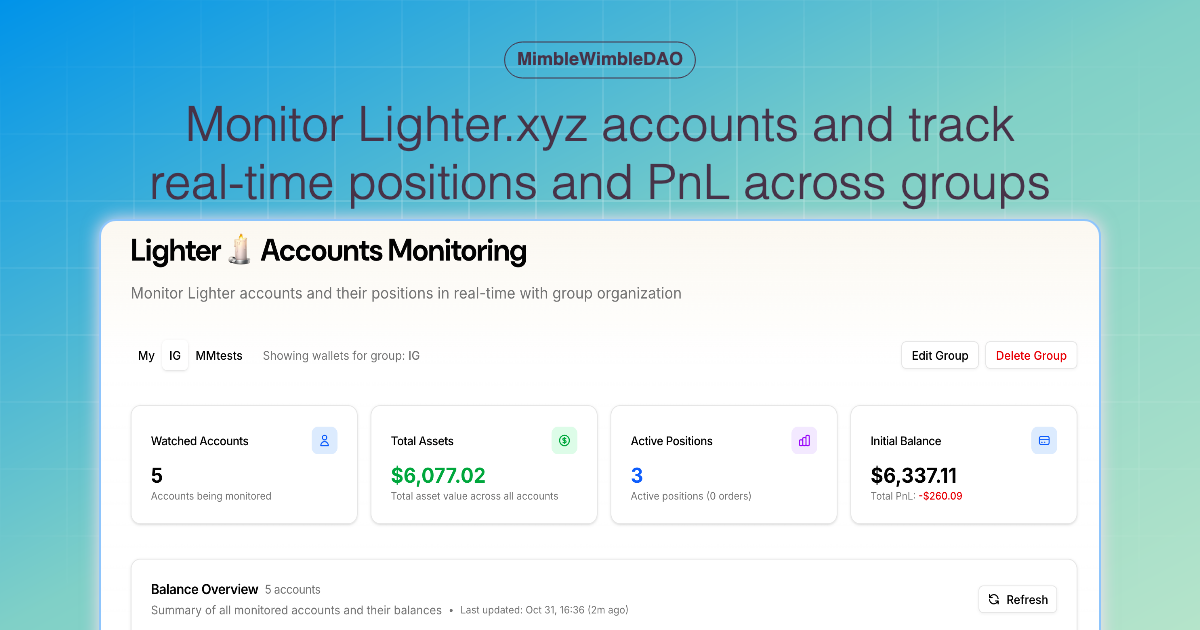 MimbleWimbleDAO
Monitor Lighter.xyz accounts and track
real-time positions and PnL across groups
Lighter 🕯️ Accounts Monitoring
Monitor Lighter accounts and their positions in real-time with group organization
My IG MMtests Showing wallets for group: IG Edit Group Delete Group
Watched Accounts Total Assets Active Positions Initial Balance
5 $6,077.02 3 $6,337.11
Accounts being monitored Total asset value across all accounts Active positions (0 orders) Total PnL: -$260.09
Balance Overview 5 accounts
Summary of all monitored accounts and their balances • Last updated: Oct 31, 16:36 (2m ago) Refresh